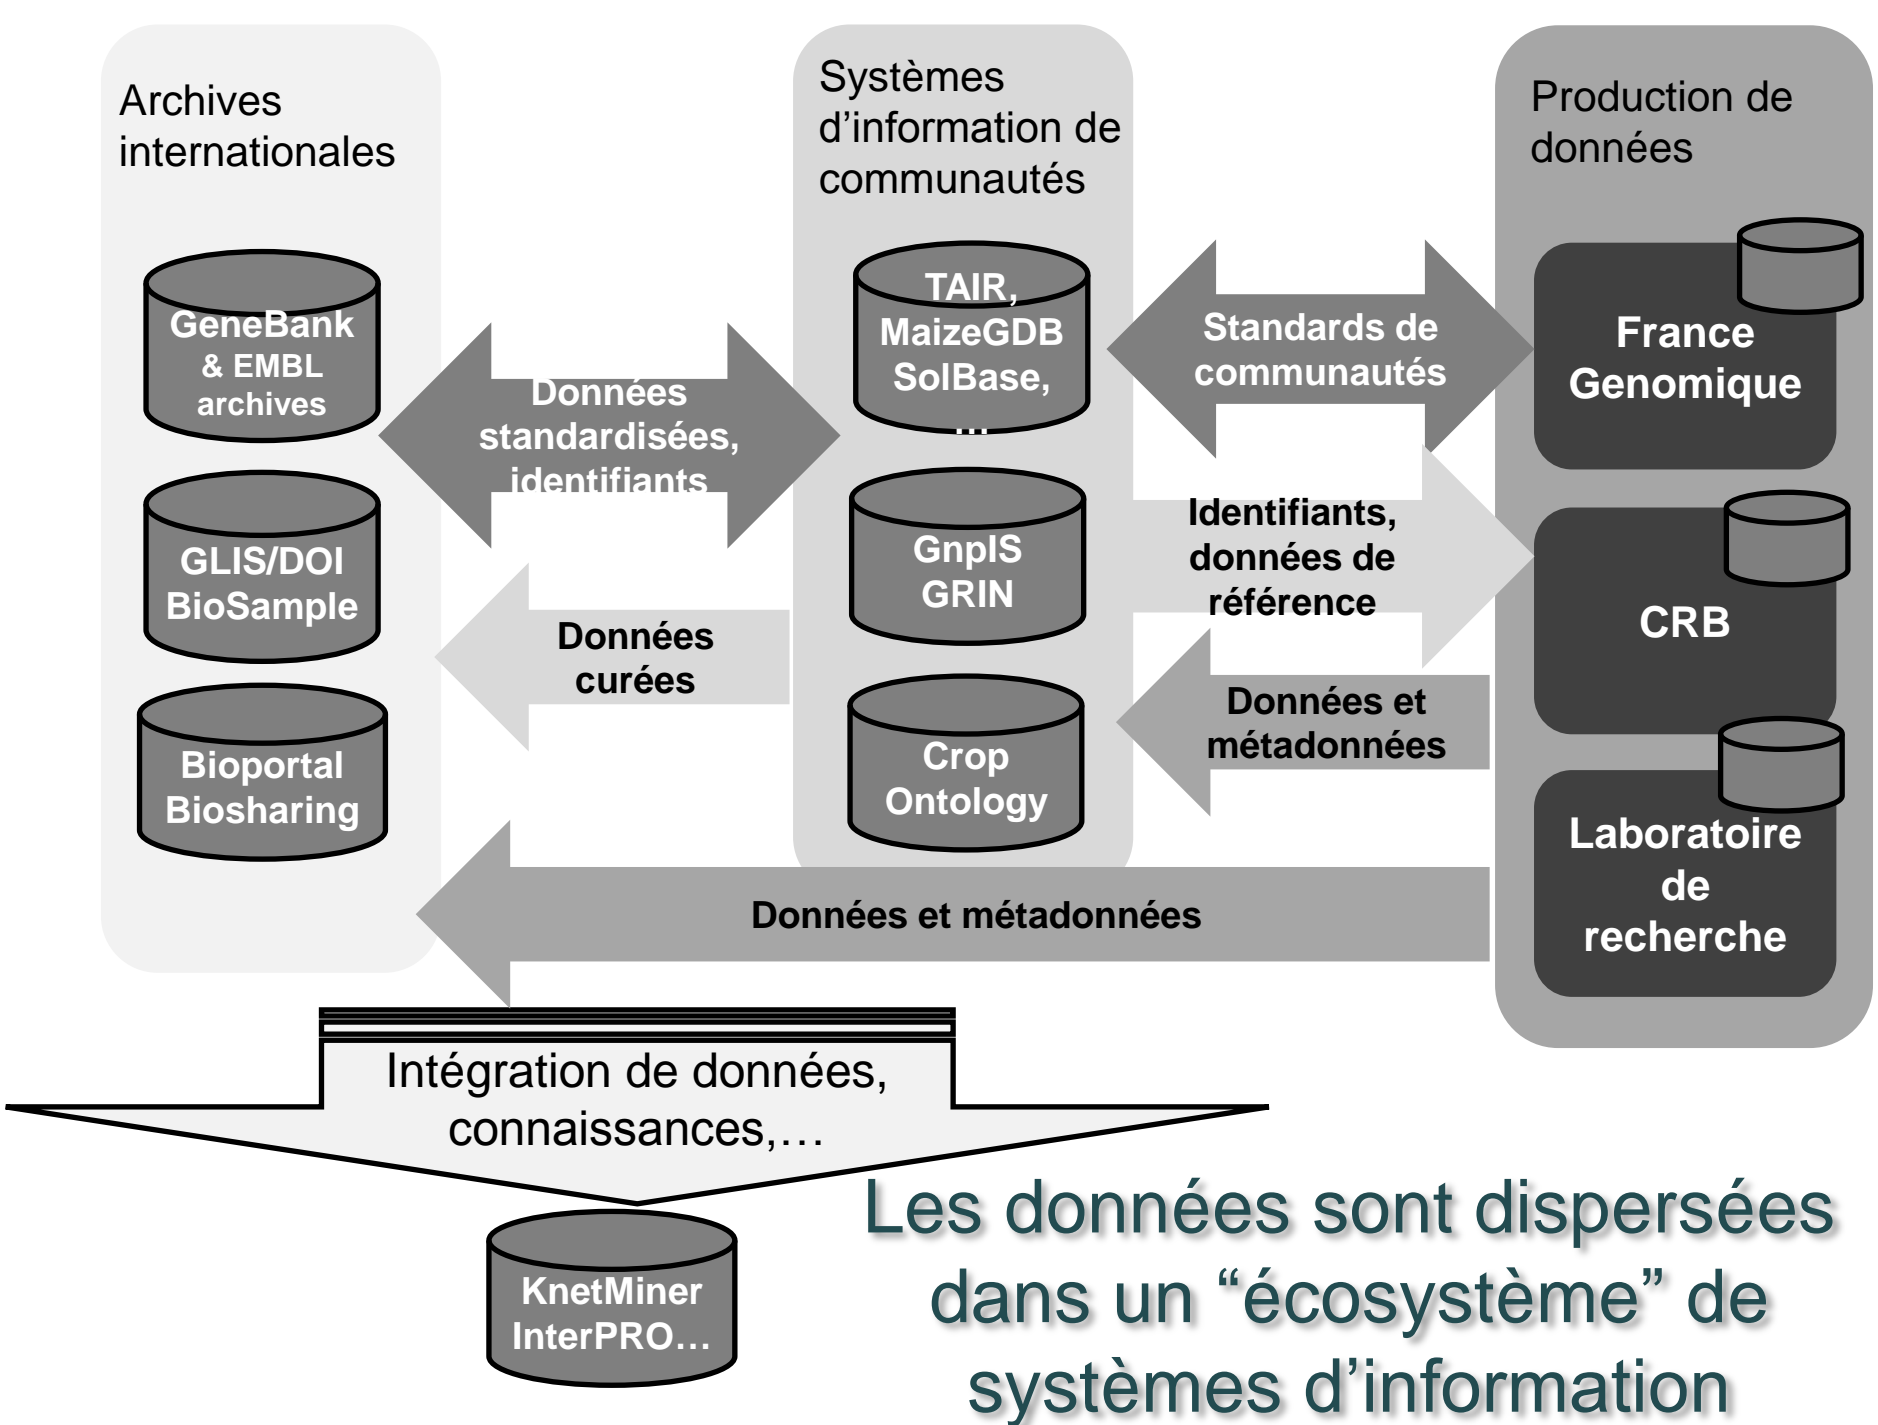 Archives
internationales
GeneBank
& EMBL
archives
GLIS/DOI
BioSample
Bioportal
Biosharing
Données
standardisées,
identifiants
Données
curées
Systèmes
d’information de
communautés
TAIR,
MaizeGDB
SolBase,
...
GnpIS
GRIN
Crop
Ontology
Standards de
communautés
Identifiants,
données de
référence
Données et
métadonnées
Production de
données
France
Genomique
CRB
Laboratoire
de
recherche
Données et métadonnées
Intégration de données,
connaissances,…
KnetMiner
InterPRO…
Les données sont dispersées
dans un “écosystème” de
systèmes d’information